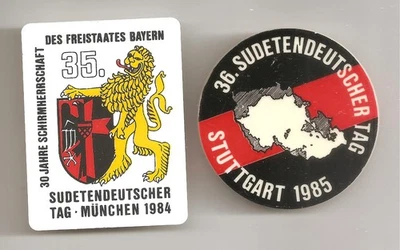 30 JAHRE SCHIRMHERRSCHAFT
DES FREISTAATES BAYERN
35.
SUDETENDEUTSCHER
TAG · MÜNCHEN 1984
36. SUDETENDEUTSCHER TAG
STUTTGART 1985